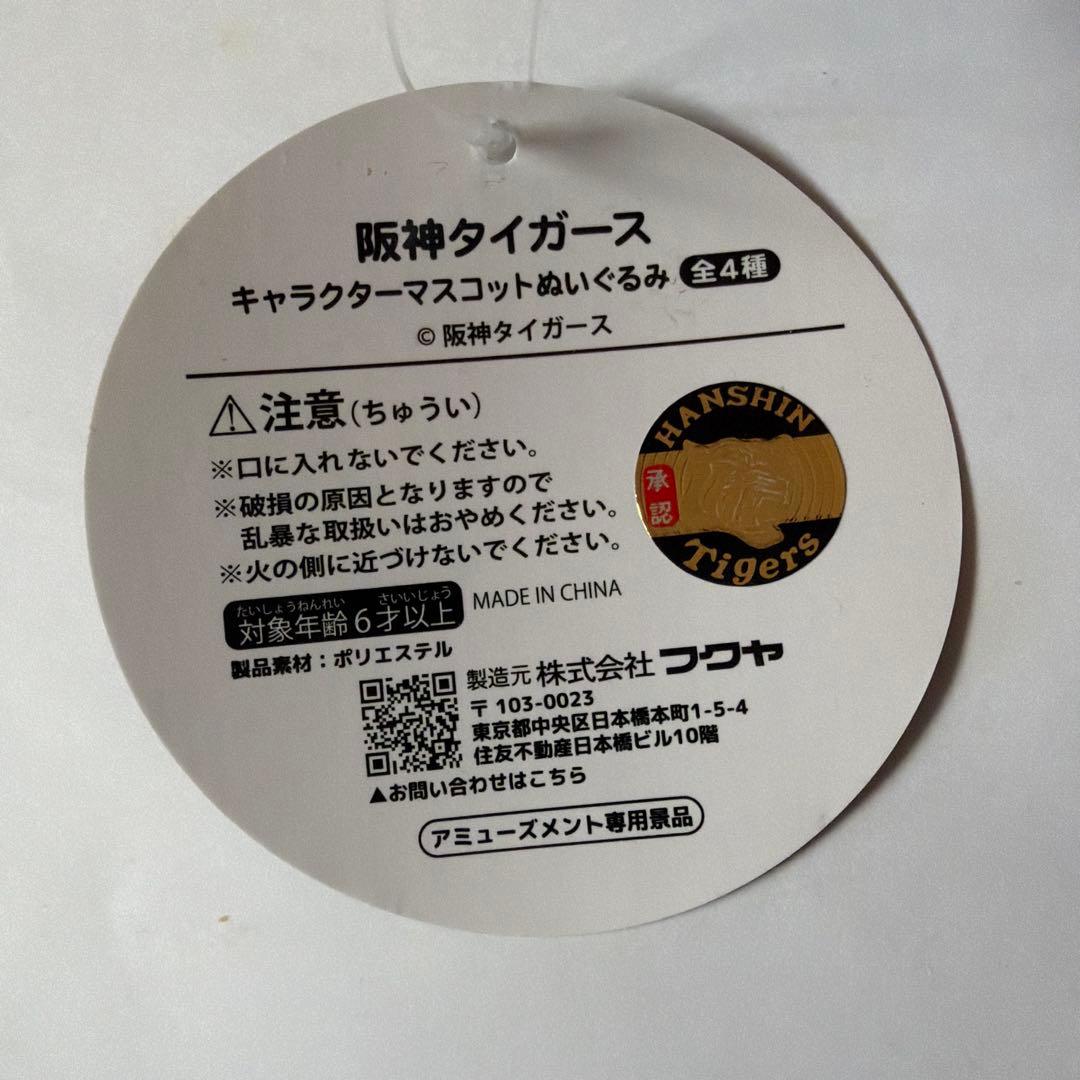 阪神タイガース
キャラクターマスコットぬいぐるみ 全4種
© 阪神タイガース
⚠注意(ちゅうい)
※口に入れないでください。
※破損の原因となりますので
乱暴な取扱いはおやめください。
※火の側に近づけないでください。
HANSHIN
承認
Tigers
たいしょうねんれい さいいじょう
対象年齢6才以上
MADE IN CHINA
製品素材：ポリエステル
製造元 株式会社フクヤ
〒103-0023
東京都中央区日本橋本町1-5-4
住友不動産日本橋ビル10階
▲お問い合わせはこちら
アミューズメント専用景品